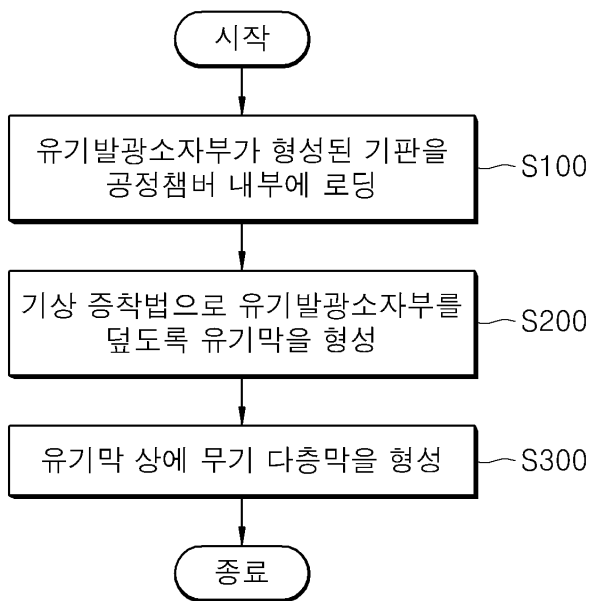 시작
유기발광소자부가 형성된 기판을
공정챔버 내부에 로딩
S100
기상 증착법으로 유기발광소자부를
덮도록 유기막을 형성
S200
유기막 상에 무기 다층막을 형성
S300
종료